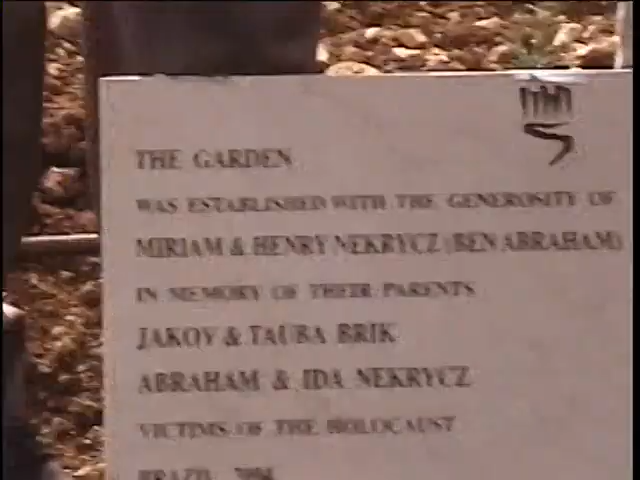 THE GARDEN
WAS ESTABLISHED WITH THE GENEROSITY OF
MIRIAM & HENRY NEKRYCZ (BEN ABRAHAM)
IN MEMORY OF THEIR PARENTS
JAKOV & TAUBA BRIK
ABRAHAM & IDA NEKRYCZ
VICTIMS OF THE HOLOCAUST
BRAZIL